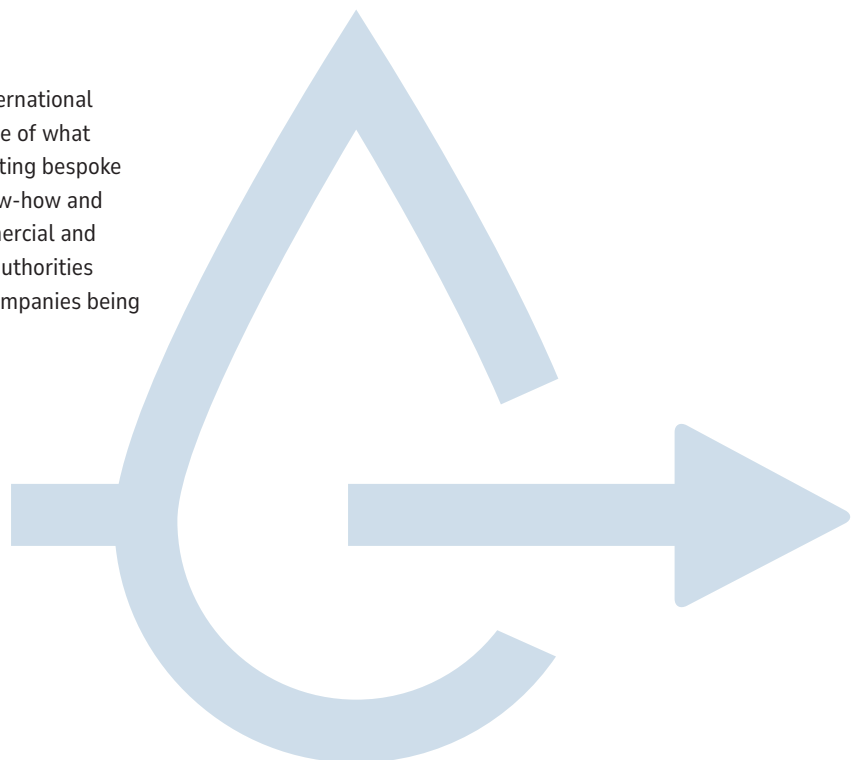 ernational
e of what
ting bespoke
w-how and
ercial and
uthorities
mpanies being